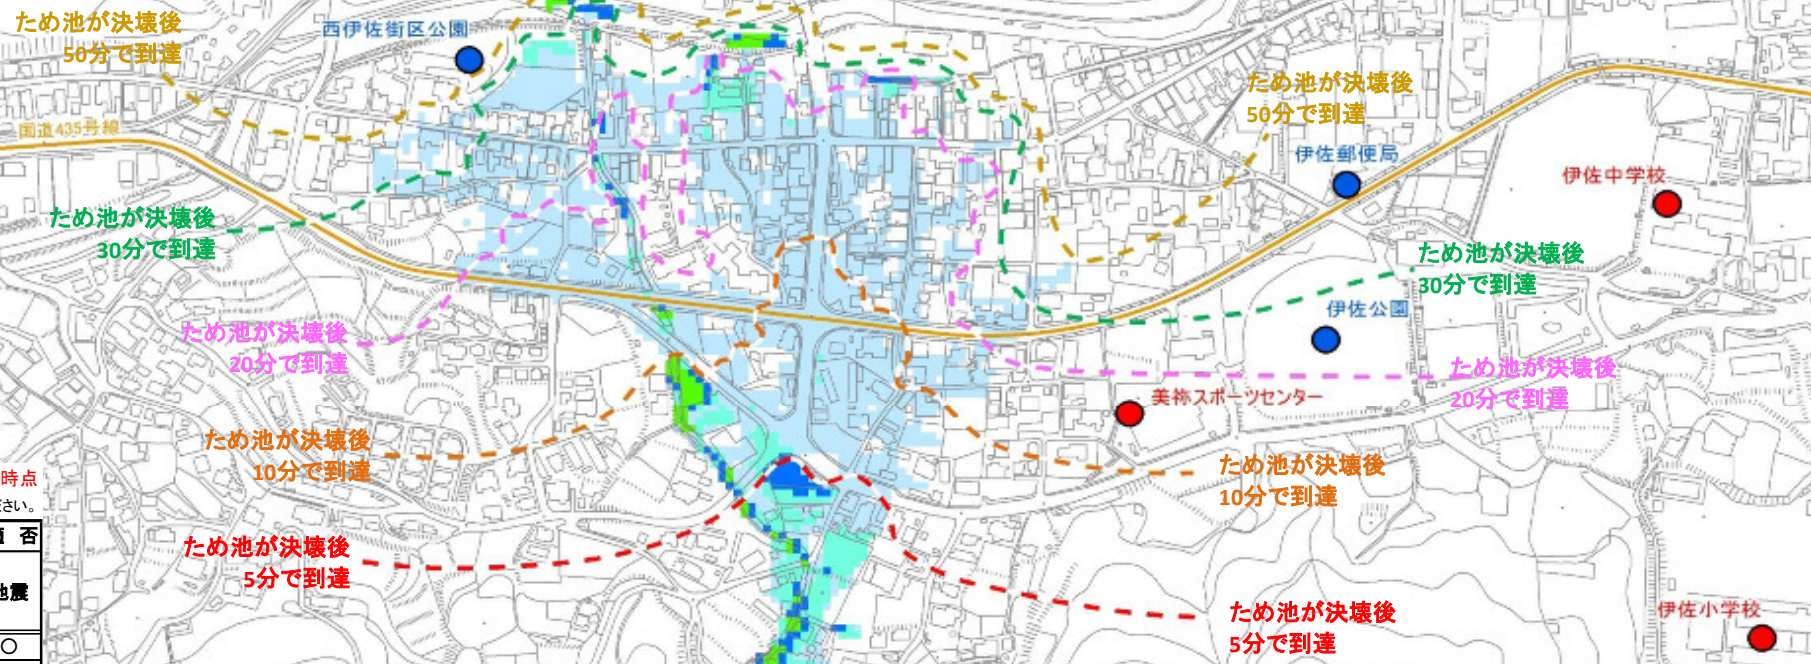 ため池が決壊後
50分で到達
西伊佐街区公園
国道435号線
ため池が決壊後
50分で到達
伊佐郵便局
伊佐中学校
ため池が決壊後
30分で到達
ため池が決壊後
30分で到達
伊佐公園
ため池が決壊後
20分で到達
ため池が決壊後
20分で到達
美祢スポーツセンター
ため池が決壊後
10分で到達
ため池が決壊後
10分で到達
時点
さい。
否
ため池が決壊後
5分で到達
地震
ため池が決壊後
5分で到達
伊佐小学校
○